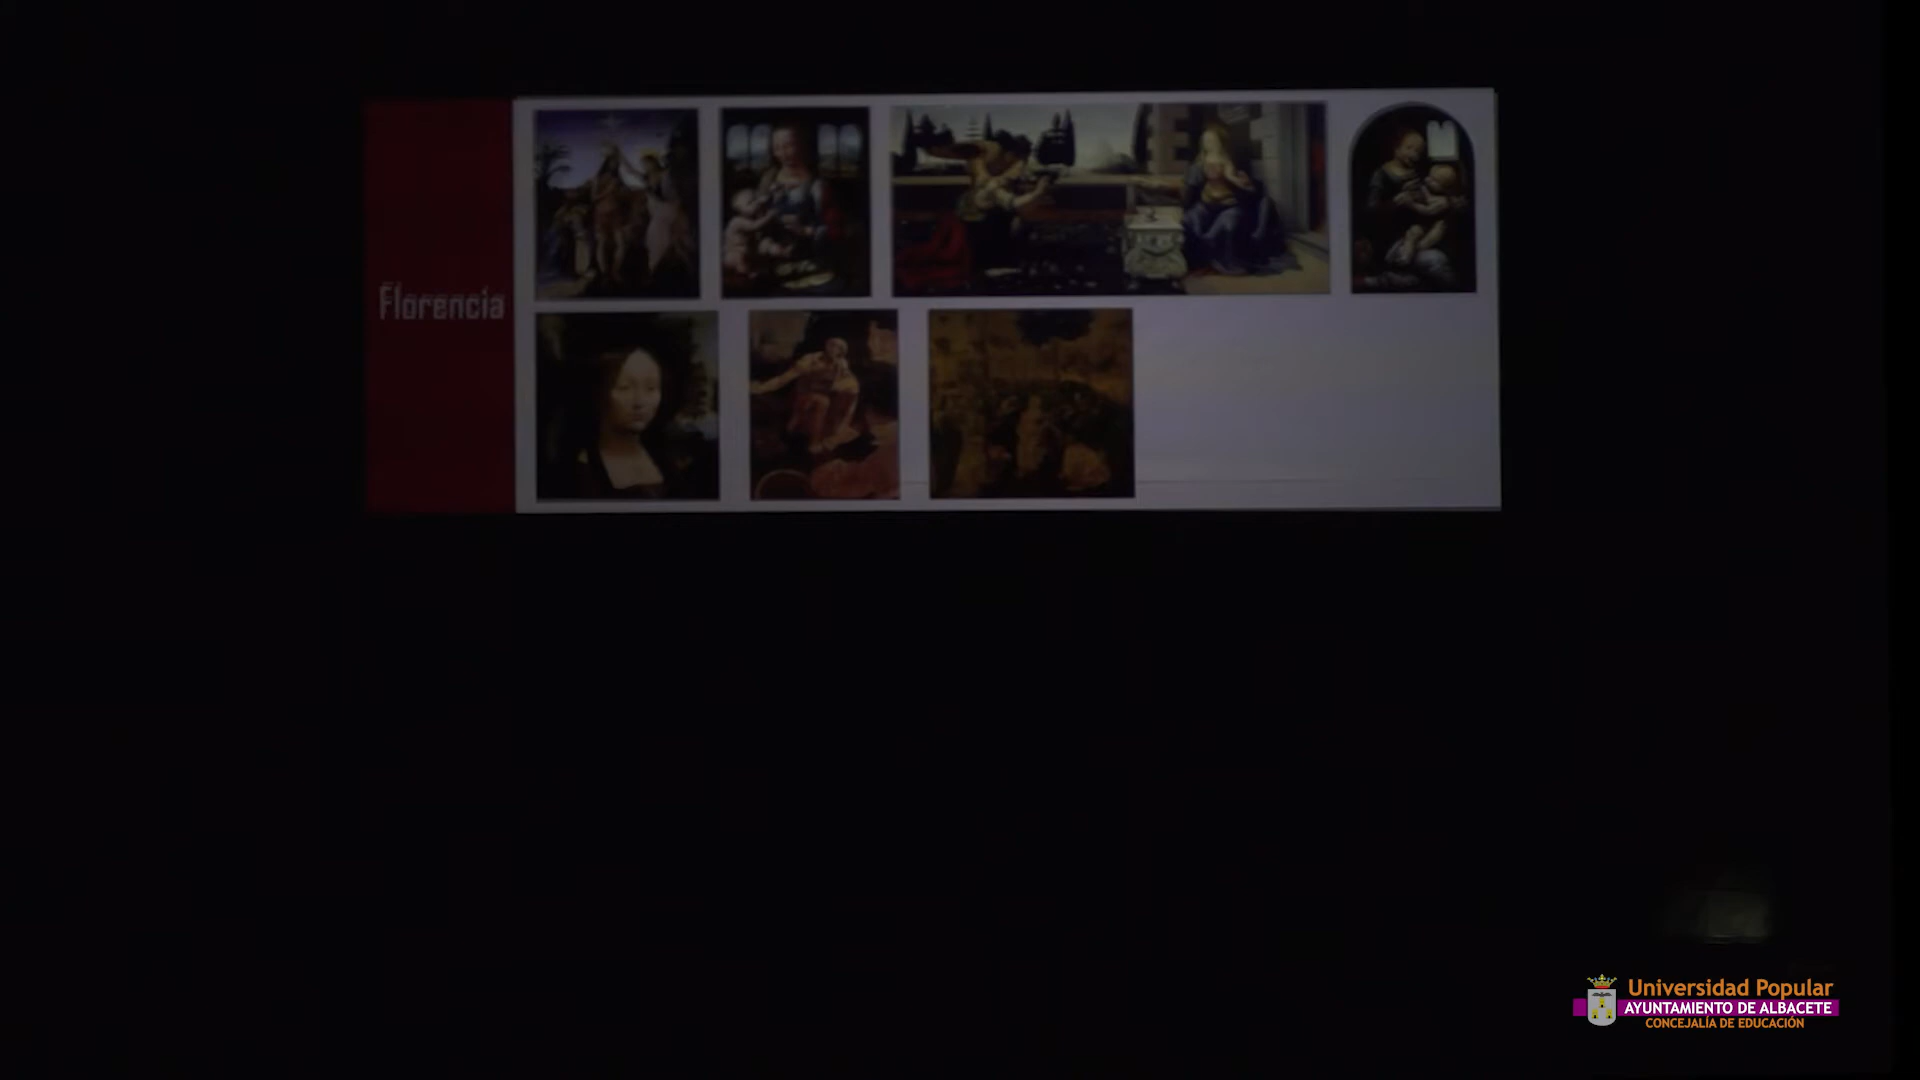 Florencia
Universidad Popular
AYUNTAMIENTO DE ALBACETE
CONCEJALÍA DE EDUCACIÓN